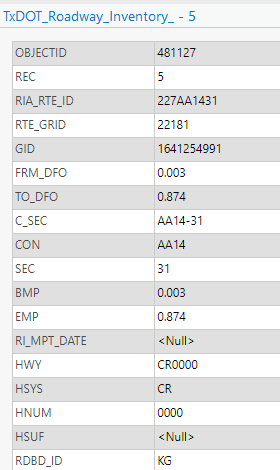 TxDOT_Roadway_Inventory_ - 5
OBJECTID 481127
REC 5
RIA_RTE_ID 227AA1431
RTE_GRID 22181
GID 1641254991
FRM_DFO 0.003
TO_DFO 0.874
C_SEC AA14-31
CON AA14
SEC 31
BMP 0.003
EMP 0.874
RI_MPT_DATE <Null>
HWY CR0000
HSYS CR
HNUM 0000
HSUF <Null>
RDBD_ID KG